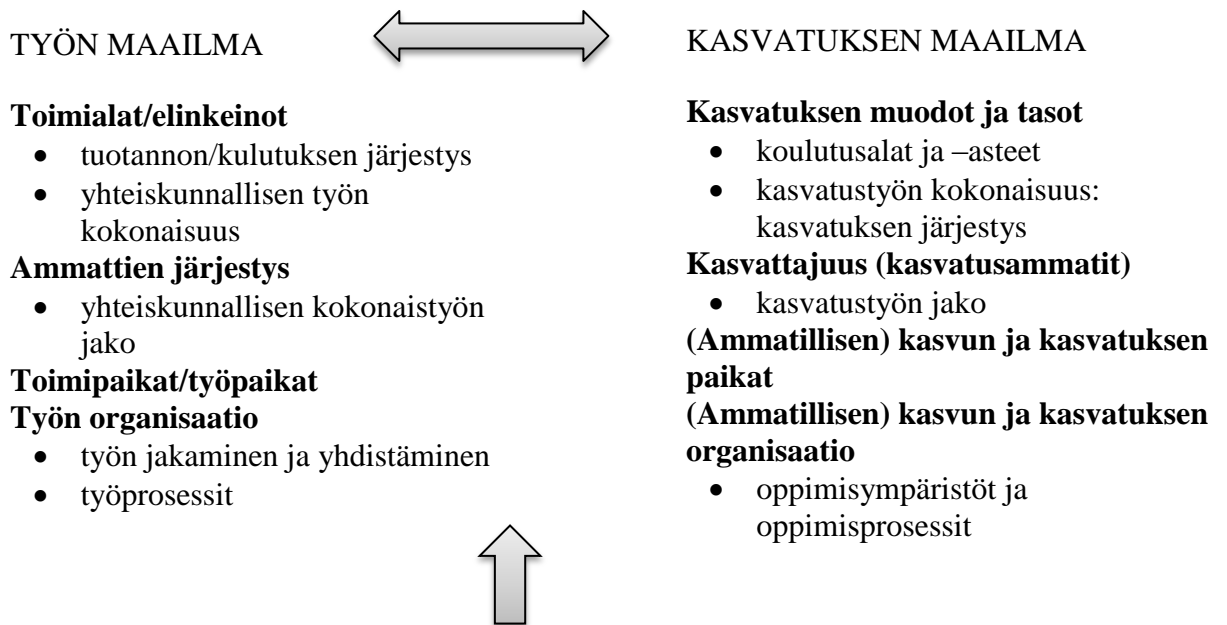 TYÖN MAAILMA
Toimialat/elinkeinot
• tuotannon/kulutuksen järjestys
• yhteiskunnallisen työn
kokonaisuus
Ammattien järjestys
• yhteiskunnallisen kokonaistyön
jako
Toimipaikat/työpaikat
Työn organisaatio
• työn jakaminen ja yhdistäminen
• työprosessit
KASVATUKSEN MAAILMA
Kasvatuksen muodot ja tasot
• koulutusalat ja –asteet
• kasvatustyön kokonaisuus:
kasvatuksen järjestys
Kasvattajuus (kasvatusammatit)
• kasvatustyön jako
(Ammatillisen) kasvun ja kasvatuksen
paikat
(Ammatillisen) kasvun ja kasvatuksen
organisaatio
• oppimisympäristöt ja
oppimisprosessit